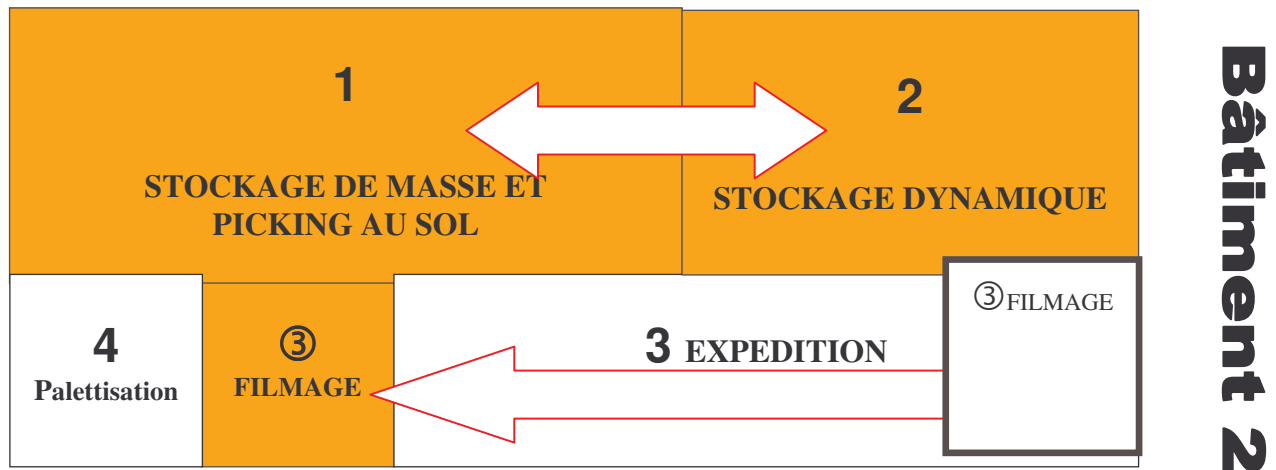 1
STOCKAGE DE MASSE ET
PICKING AU SOL
2
STOCKAGE DYNAMIQUE
4
Palettisation
③
FILMAGE
3 EXPEDITION
③FILMAGE
Bâtiment 2